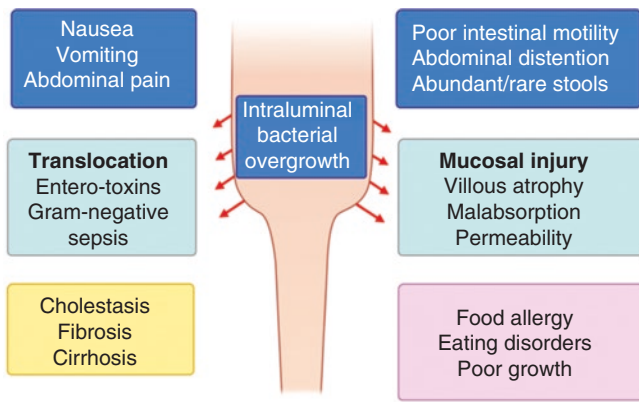 Nausea
Vomiting
Abdominal pain
Poor intestinal motility
Abdominal distention
Abundant/rare stools
Intraluminal
bacterial
overgrowth
Translocation
Entero-toxins
Gram-negative
sepsis
Mucosal injury
Villous atrophy
Malabsorption
Permeability
Cholestasis
Fibrosis
Cirrhosis
Food allergy
Eating disorders
Poor growth